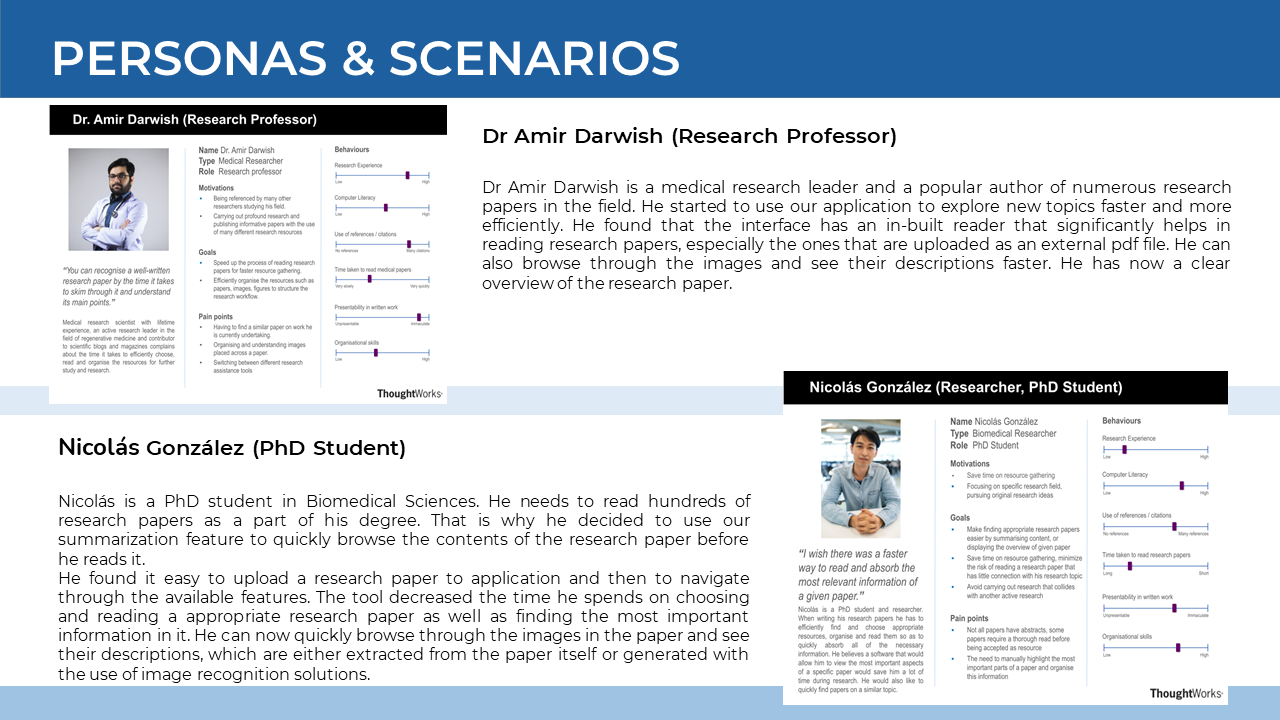 PERSONAS & SCENARIOS
Dr. Amir Darwish (Research Professor)
Name Dr. Amir Darwish
Type Medical Researcher
Role Research professor
Motivations
• Being referenced by many
researchers studying his field.
• Carrying out profound research and
publishing informative papers with the use
of many different research resources
Goals
• Speed up the process of reading research
papers for faster resource gathering.
• Efficiently organise the resources such as
papers, images, figures to structure the
research workflow.
Pain points
• Having to find a similar paper on work he
is currently undertaking.
• Organising and understanding images
placed across a paper.
• Switching between different research
assistance tools
"You can recognise a well-written
research paper by the time it takes
to skim through it and understand
its main points."
Medical research scientist with lifetime
experience, an active research leader in the
field of regenerative medicine and contributor
to scientific blogs and magazines complains
about the time it takes to efficiently choose,
read and organise the resources for further
study and research.
Behaviours
Research Experience
Low High
Computer Literacy
Low High
Use of references / citations
No references Many citations
Time taken to read medical papers
Very slowly Very quickly
Presentability in written work
Unpresentable Immaculate
Organisational skills
Low High
ThoughtWorks
Dr Amir Darwish (Research Professor)
Dr Amir Darwish is a medical research leader and a popular author of numerous research
papers in the field. He started to use our application to explore new topics faster and more
efficiently. He found that the interface has an in-built reader that significantly helps in
reading research papers, especially the ones that are uploaded as an external pdf file. He can
also browse through the images and see their descriptions faster. He has now a clear
overview of the research paper.
Nicolás González (PhD Student)
Nicolás is a PhD student in Biomedical Sciences. He needs to read hundreds of
research papers as a part of his degree. That is why he decided to use our
summarization feature to quickly browse the content of the research paper before
he reads it.
He found it easy to upload a research paper to application and then to navigate
through the available features. The tool decreased the time he spends on choosing
and reading appropriate research papers as well as finding the most important
information in them. He can now quickly browse through the images in the paper and see
their descriptions which are either extracted from the paper itself or generated with
the use of an image recognition software.
Nicolás González (Researcher, PhD Student)
Name Nicolás González
Type Biomedical Researcher
Role PhD Student
Motivations
• Save time on resource gathering
• Focusing on specific research field,
pursuing original research ideas
Goals
• Make finding appropriate research papers
easier by summarising content, or
displaying the overview of given paper
• Save time on resource gathering, minimize
the risk of reading a research paper that
has little connection with his research topic
• Avoid carrying out research that collides
with another active research
Pain points
• Not all papers have abstracts, some
papers require a thorough read before
being accepted as resource
• The need to manually highlight the most
important parts of a paper and organise
this information
"I wish there was a faster
way to read and absorb the
most relevant information of
a given paper."
Nicolás is a PhD student and researcher.
When writing his research papers he has to
efficiently find and choose appropriate
resources, organise and read them so as to
quickly absorb all of the necessary
information. He believes a software that would
allow him to view the most important aspects
of a specific paper would save him a lot of
time during research. He would also like to
quickly find papers on a similar topic.
Behaviours
Research Experience
Low High
Computer Literacy
Low High
Use of references / citations
No references Many references
Time taken to read research papers
Long Short
Presentability in written work
Unpresentable Immaculate
Organisational skills
Low High
ThoughtWorks